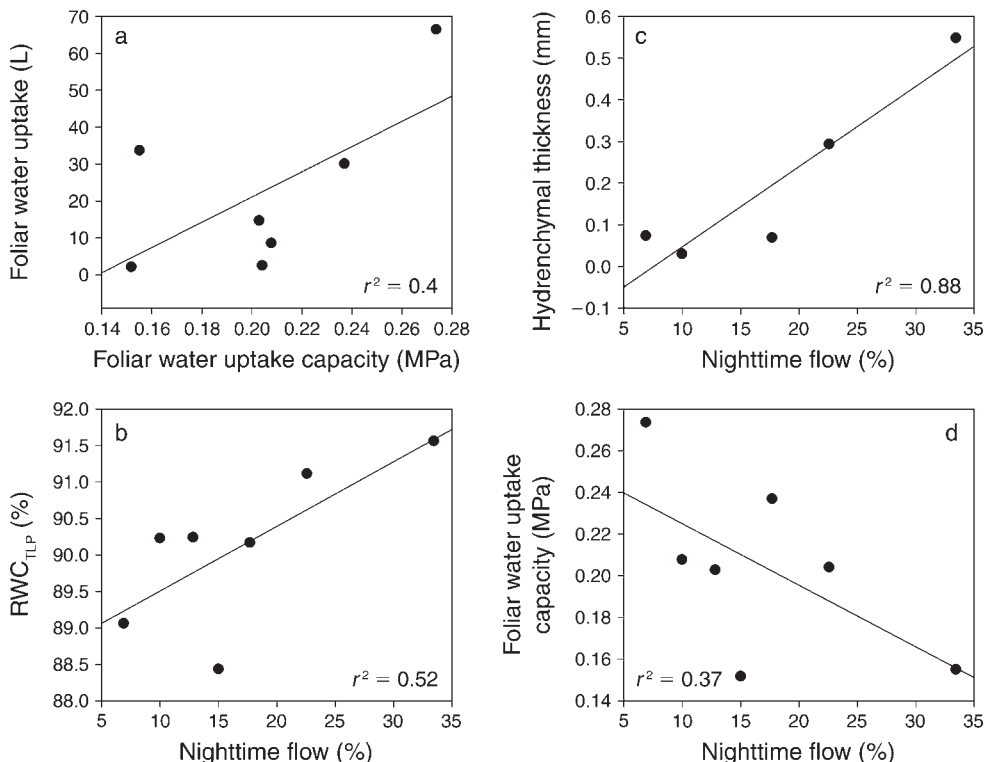 a
Foliar water uptake (L)
70
60
50
40
30
20
10
0
r² = 0.4
0.14 0.16 0.18 0.20 0.22 0.24 0.26 0.28
Foliar water uptake capacity (MPa)
c
Hydrenchymal thickness (mm)
0.6
0.5
0.4
0.3
0.2
0.1
0.0
−0.1
r² = 0.88
5 10 15 20 25 30 35
Nighttime flow (%)
b
RWC_TLP (%)
92.0
91.5
91.0
90.5
90.0
89.5
89.0
88.5
88.0
r² = 0.52
5 10 15 20 25 30 35
Nighttime flow (%)
d
Foliar water uptake
capacity (MPa)
0.28
0.26
0.24
0.22
0.20
0.18
0.16
0.14
r² = 0.37
5 10 15 20 25 30 35
Nighttime flow (%)